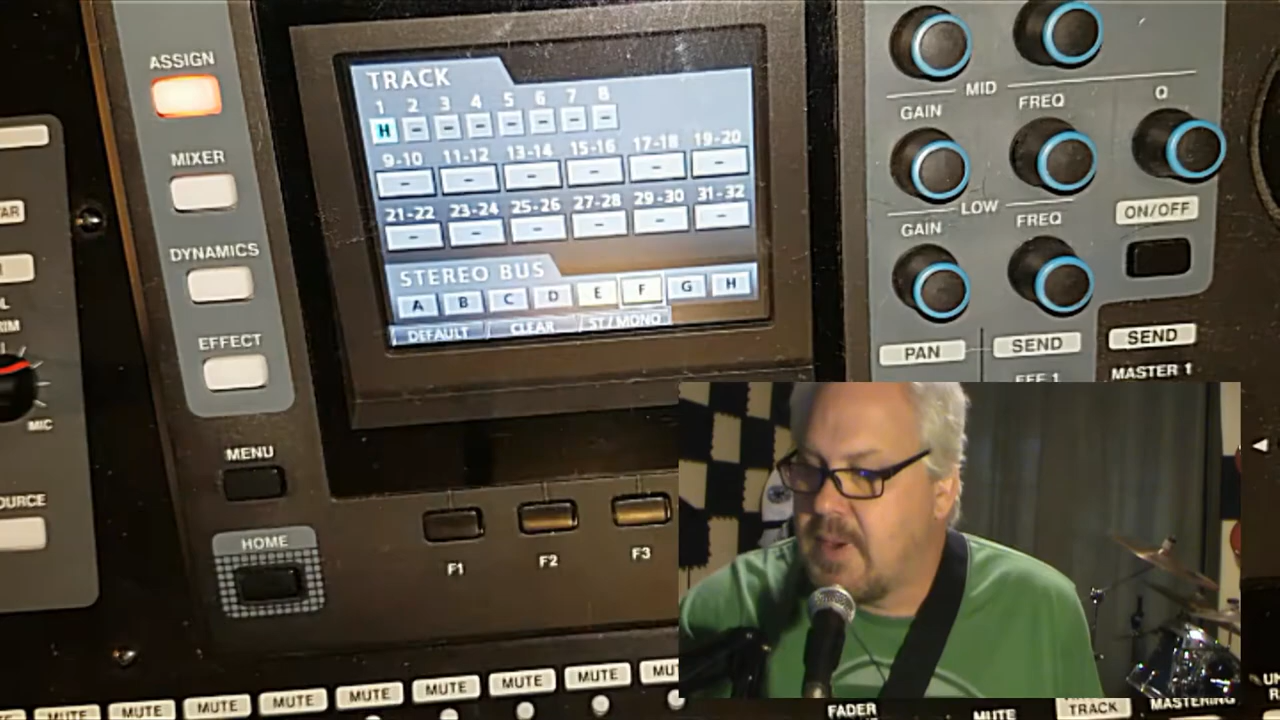 ASSIGN
MIXER
DYNAMICS
EFFECT
MENU
HOME
MIC
TRACK
1 2 3 4 5 6 7 8
H - - - - - - -
9-10 11-12 13-14 15-16 17-18 19-20
- - - - - -
21-22 23-24 25-26 27-28 29-30 31-32
- - - - - -
STEREO BUS
A B C D E F G H
DEFAULT CLEAR ST/MONO
F1 F2 F3
MID
GAIN FREQ Q
LOW
GAIN FREQ
ON/OFF
PAN SEND SEND
EFF 1 MASTER 1
MUTE MUTE MUTE MUTE MUTE MUTE MUTE MUTE
FADER MUTE TRACK MASTERING